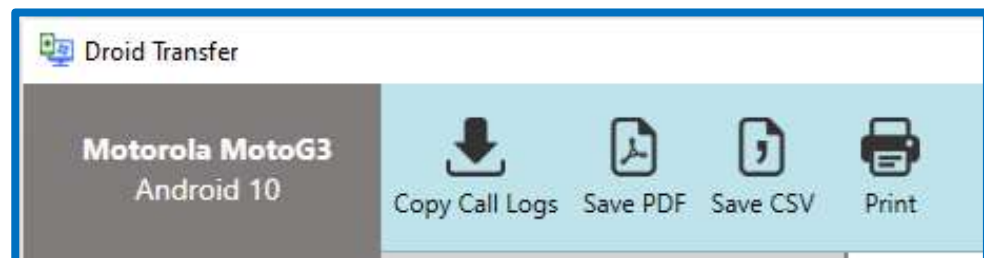 Droid Transfer
Motorola MotoG3
Android 10
Copy Call Logs Save PDF Save CSV Print